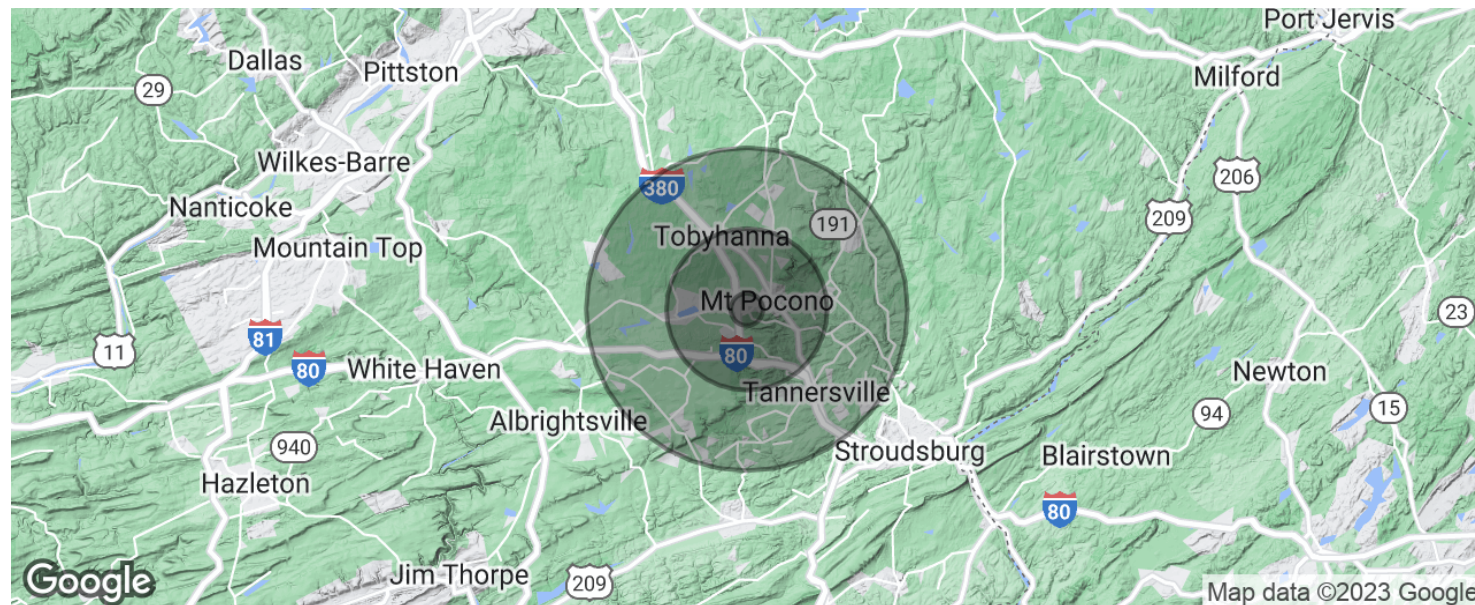 Port Jervis
Dallas
Pittston
Milford
29
Wilkes-Barre
380
206
Nanticoke
209
191
Tobyhanna
Mountain Top
Mt Pocono
23
81
11
80
80
White Haven
Newton
Tannersville
15
94
Albrightsville
940
Stroudsburg
Blairstown
Hazleton
80
Jim Thorpe
209
Google
Map data ©2023 Google